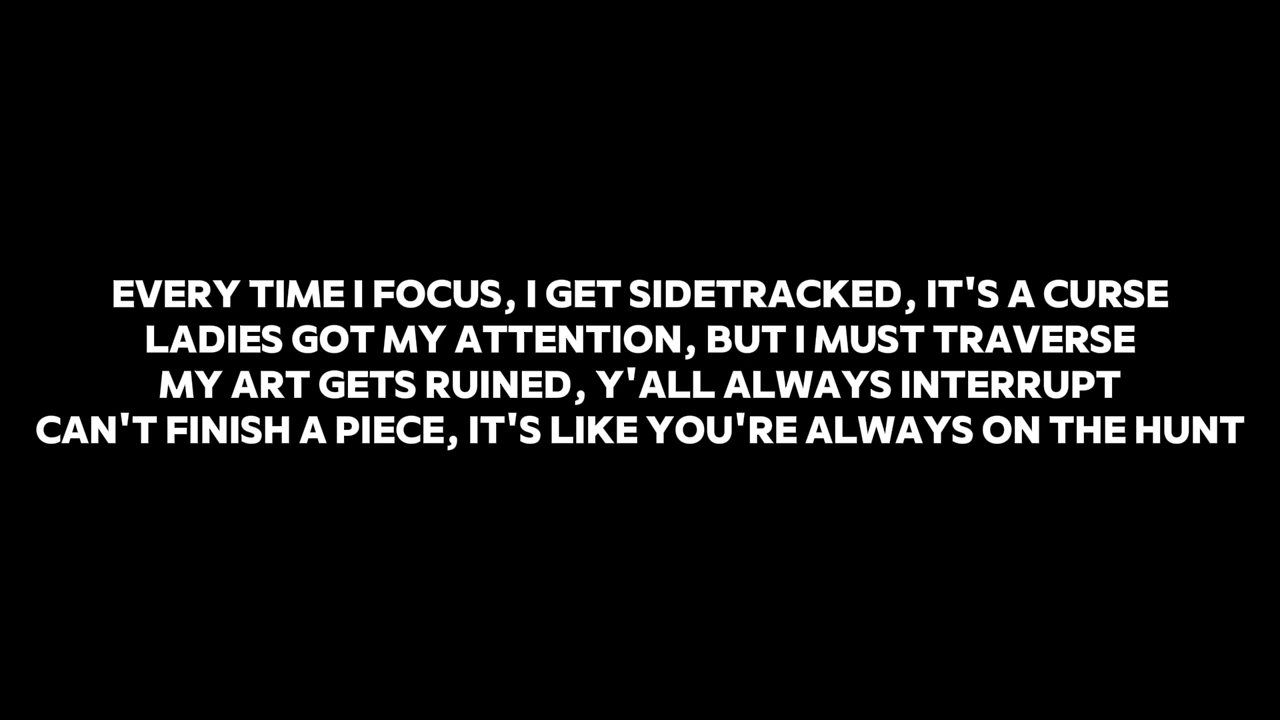 EVERY TIME I FOCUS, I GET SIDETRACKED, IT'S A CURSE
LADIES GOT MY ATTENTION, BUT I MUST TRAVERSE
MY ART GETS RUINED, Y'ALL ALWAYS INTERRUPT
CAN'T FINISH A PIECE, IT'S LIKE YOU'RE ALWAYS ON THE HUNT